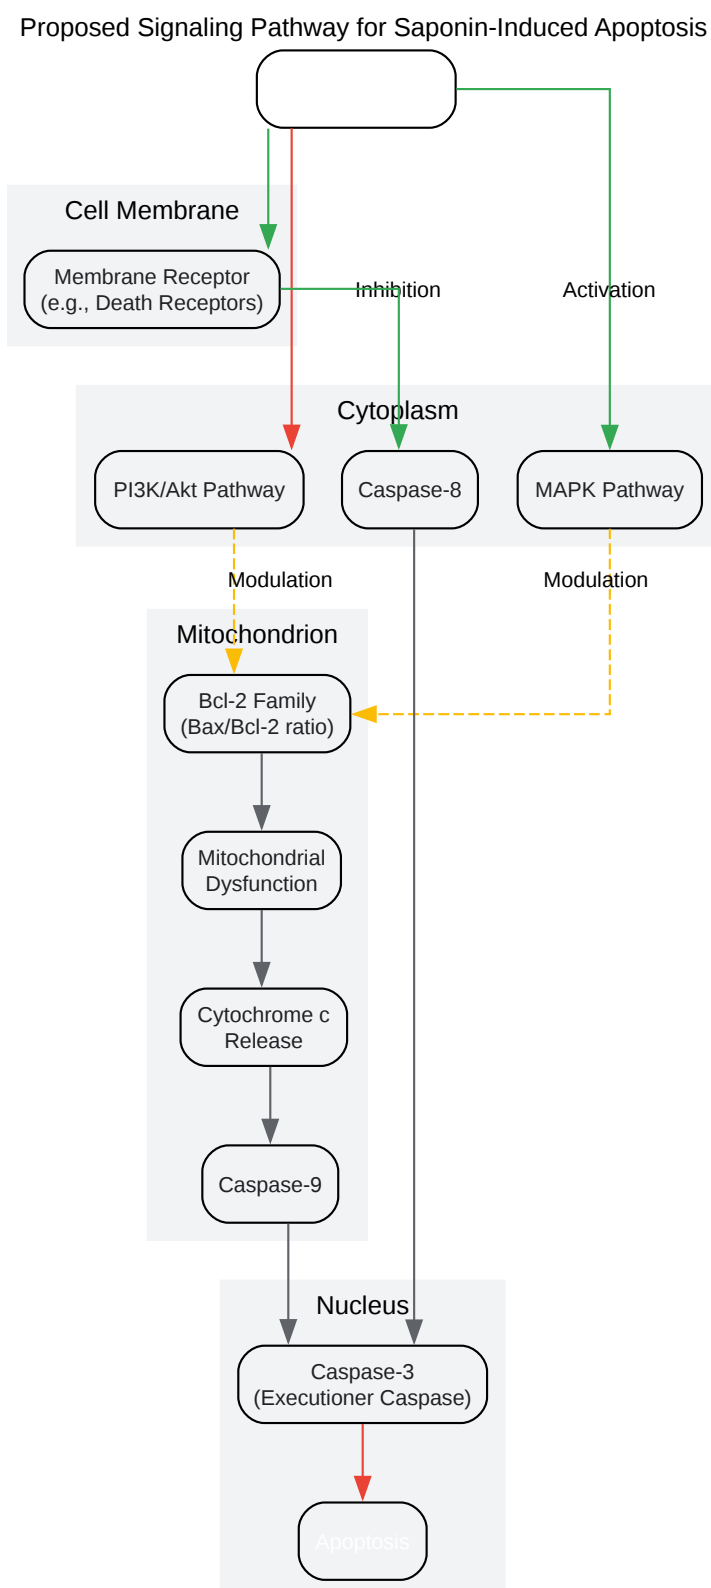 Proposed Signaling Pathway for Saponin-Induced Apoptosis
Cell Membrane
Membrane Receptor
(e.g., Death Receptors)
Inhibition
Activation
Cytoplasm
PI3K/Akt Pathway
Caspase-8
MAPK Pathway
Modulation
Modulation
Mitochondrion
Bcl-2 Family
(Bax/Bcl-2 ratio)
Mitochondrial
Dysfunction
Cytochrome c
Release
Caspase-9
Nucleus
Caspase-3
(Executioner Caspase)
Apoptosis